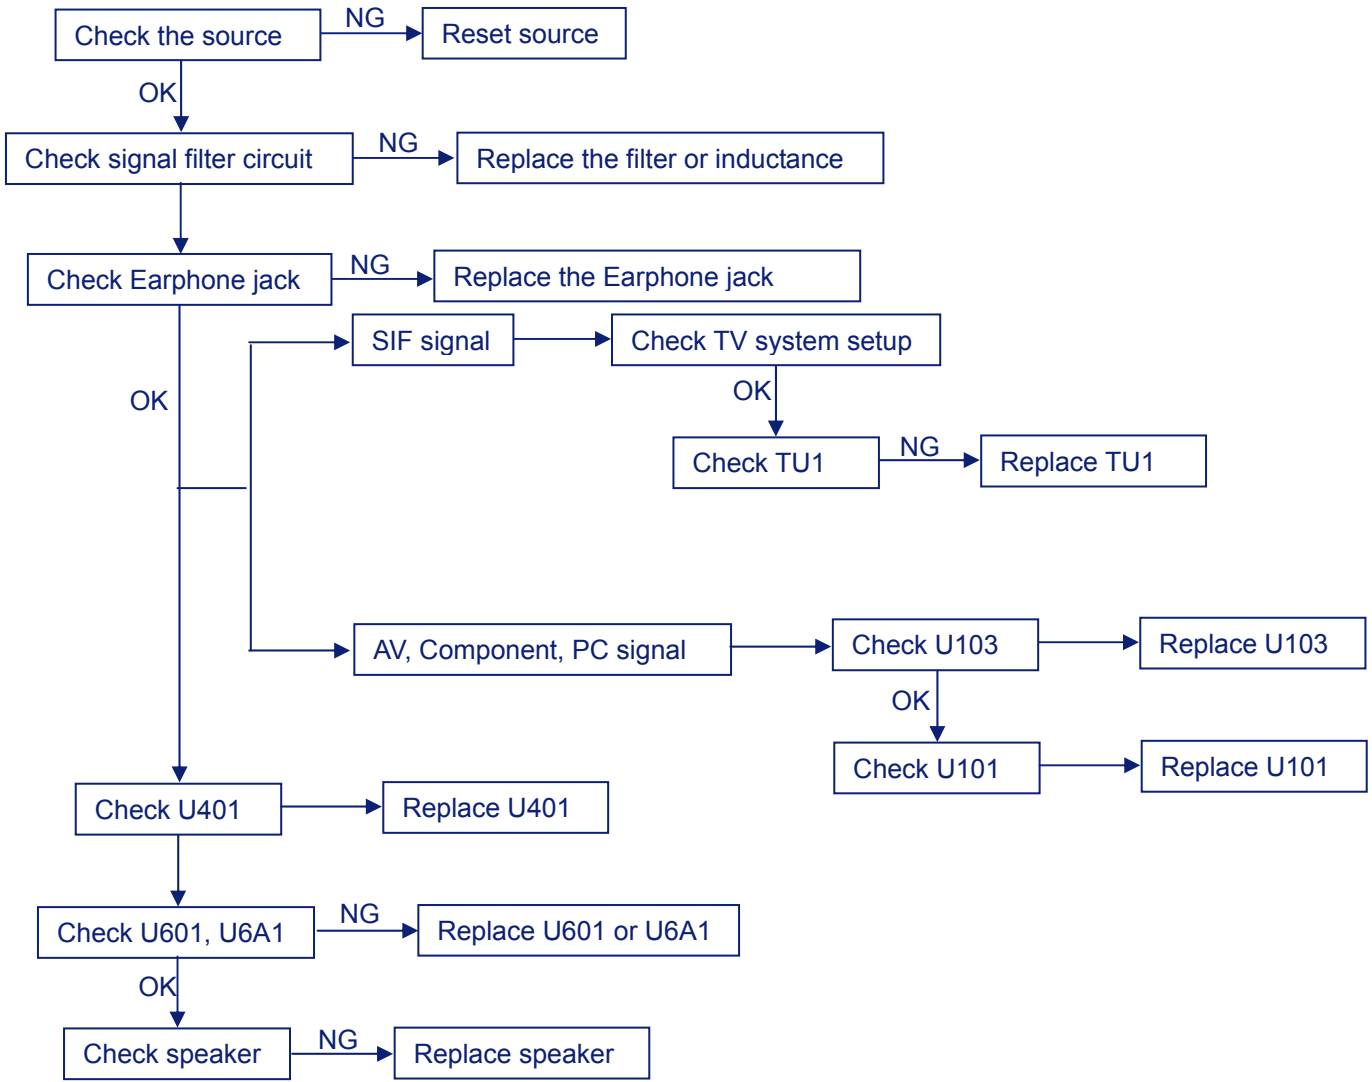 Check the source
NG
Reset source
OK
Check signal filter circuit
NG
Replace the filter or inductance
Check Earphone jack
NG
Replace the Earphone jack
OK
SIF signal
Check TV system setup
OK
Check TU1
NG
Replace TU1
AV, Component, PC signal
Check U103
Replace U103
OK
Check U101
Replace U101
Check U401
Replace U401
Check U601, U6A1
NG
Replace U601 or U6A1
OK
Check speaker
NG
Replace speaker